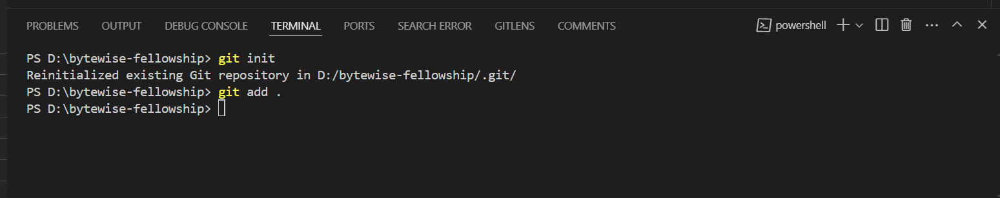 PROBLEMS OUTPUT DEBUG CONSOLE TERMINAL PORTS SEARCH ERROR GITLENS COMMENTS powershell
PS D:\bytewise-fellowship> git init
Reinitialized existing Git repository in D:/bytewise-fellowship/.git/
PS D:\bytewise-fellowship> git add .
PS D:\bytewise-fellowship>